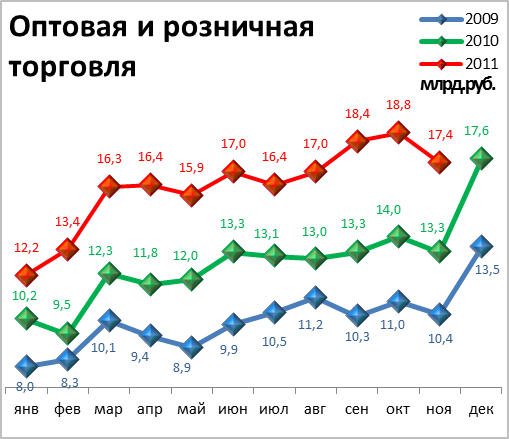 Оптовая и розничная
торговля
2009
2010
2011
млрд.руб.
12,2 13,4 16,3 16,4 15,9 17,0 16,4 17,0 18,4 18,8 17,4
10,2 9,5 12,3 11,8 12,0 13,3 13,1 13,0 13,3 14,0 13,3 17,6
8,0 8,3 10,1 9,4 8,9 9,9 10,5 11,2 10,3 11,0 10,4 13,5
янв фев мар апр май июн июл авг сен окт ноя дек